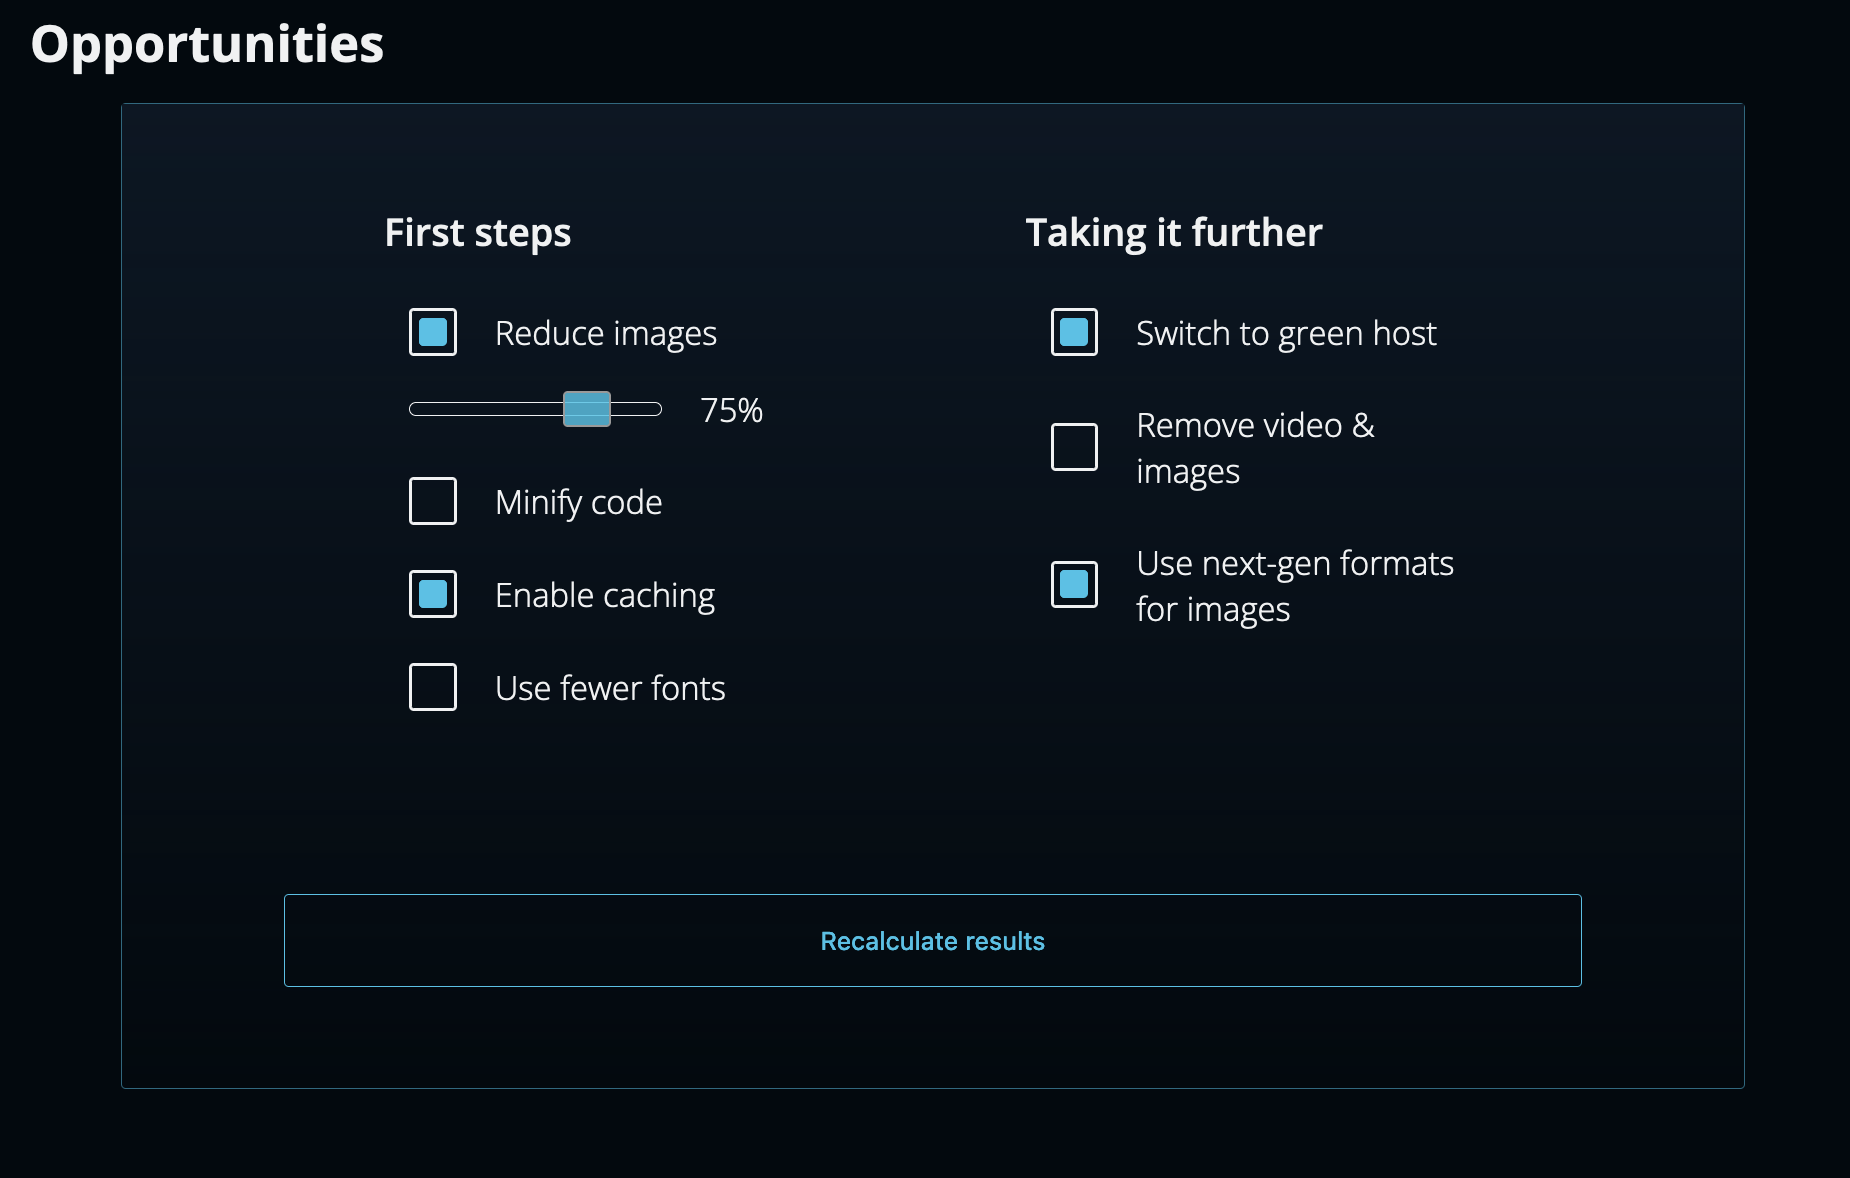 Opportunities
First steps
Reduce images
75%
Minify code
Enable caching
Use fewer fonts
Taking it further
Switch to green host
Remove video &
images
Use next-gen formats
for images
Recalculate results